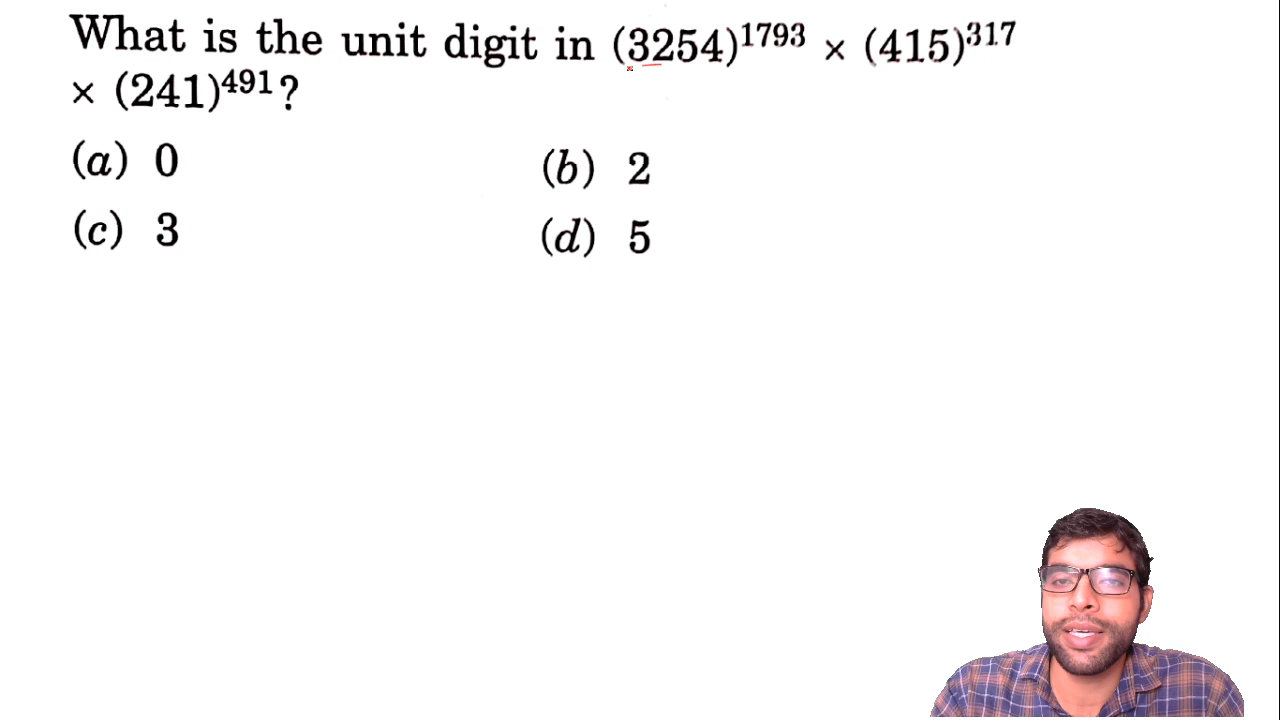 What is the unit digit in (3254)¹⁷⁹³ × (415)³¹⁷
× (241)⁴⁹¹?
(a) 0 (b) 2
(c) 3 (d) 5